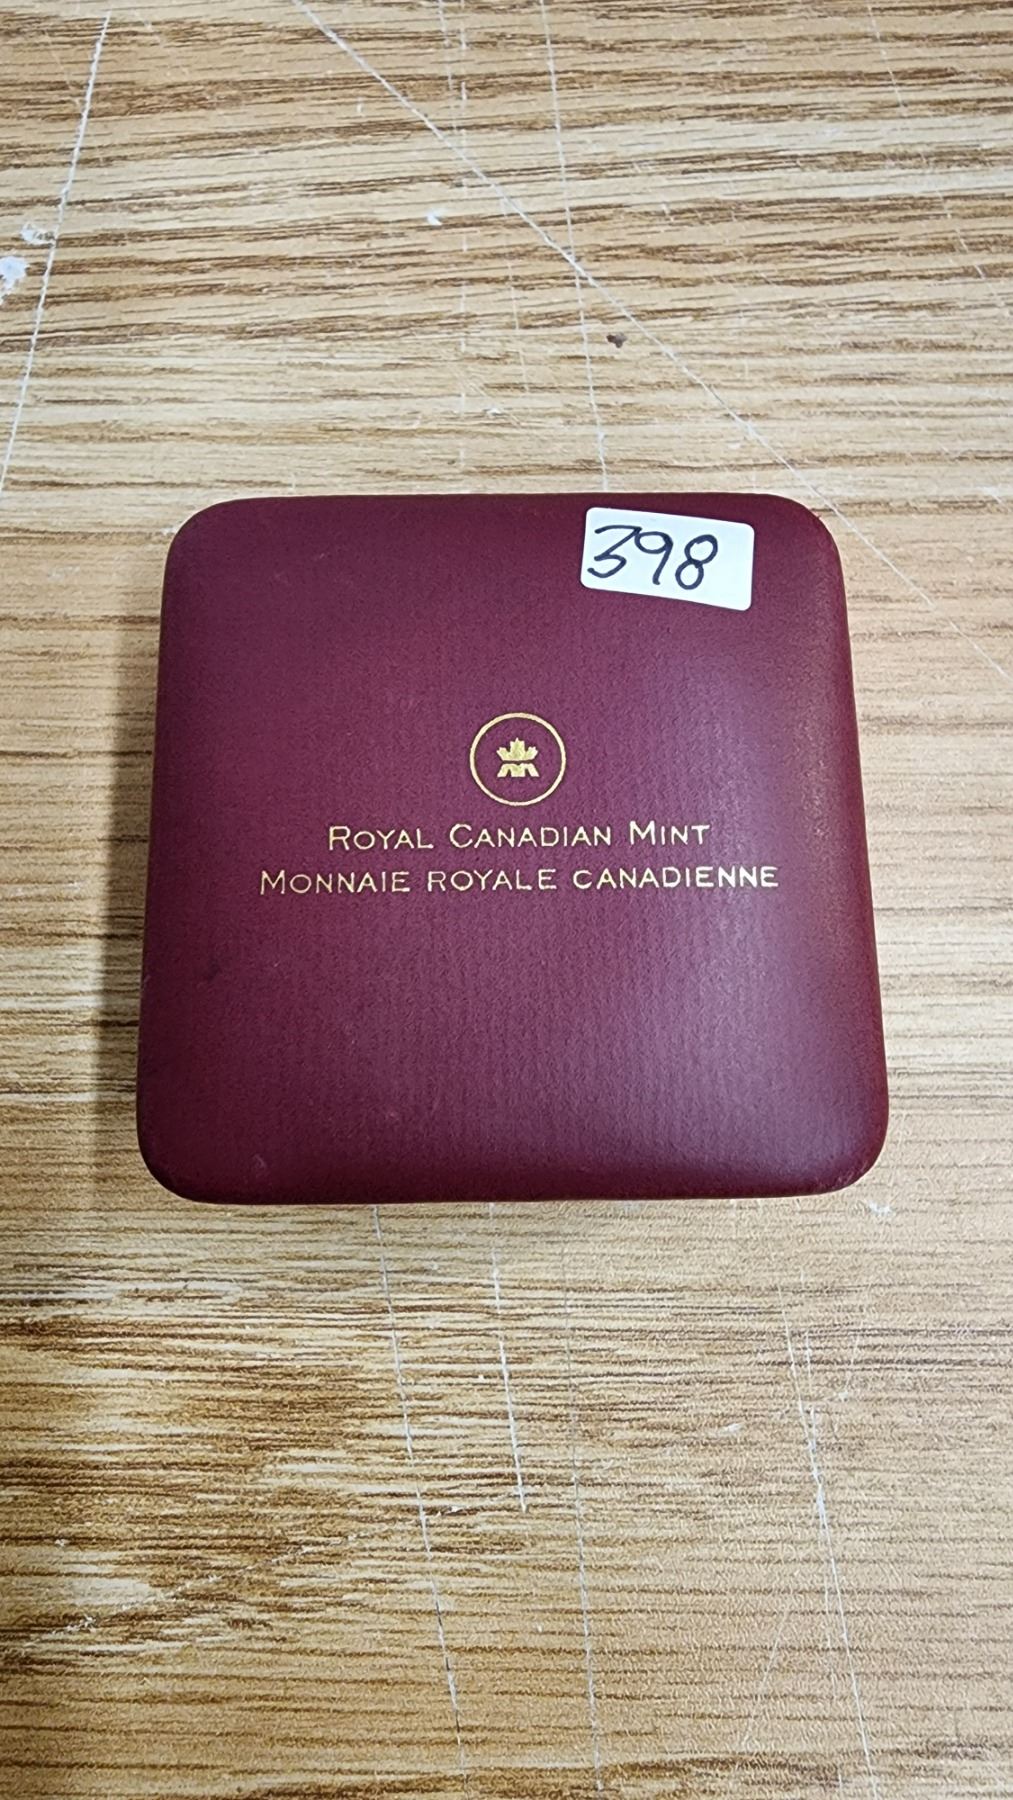 398
ROYAL CANADIAN MINT
MONNAIE ROYALE CANADIENNE